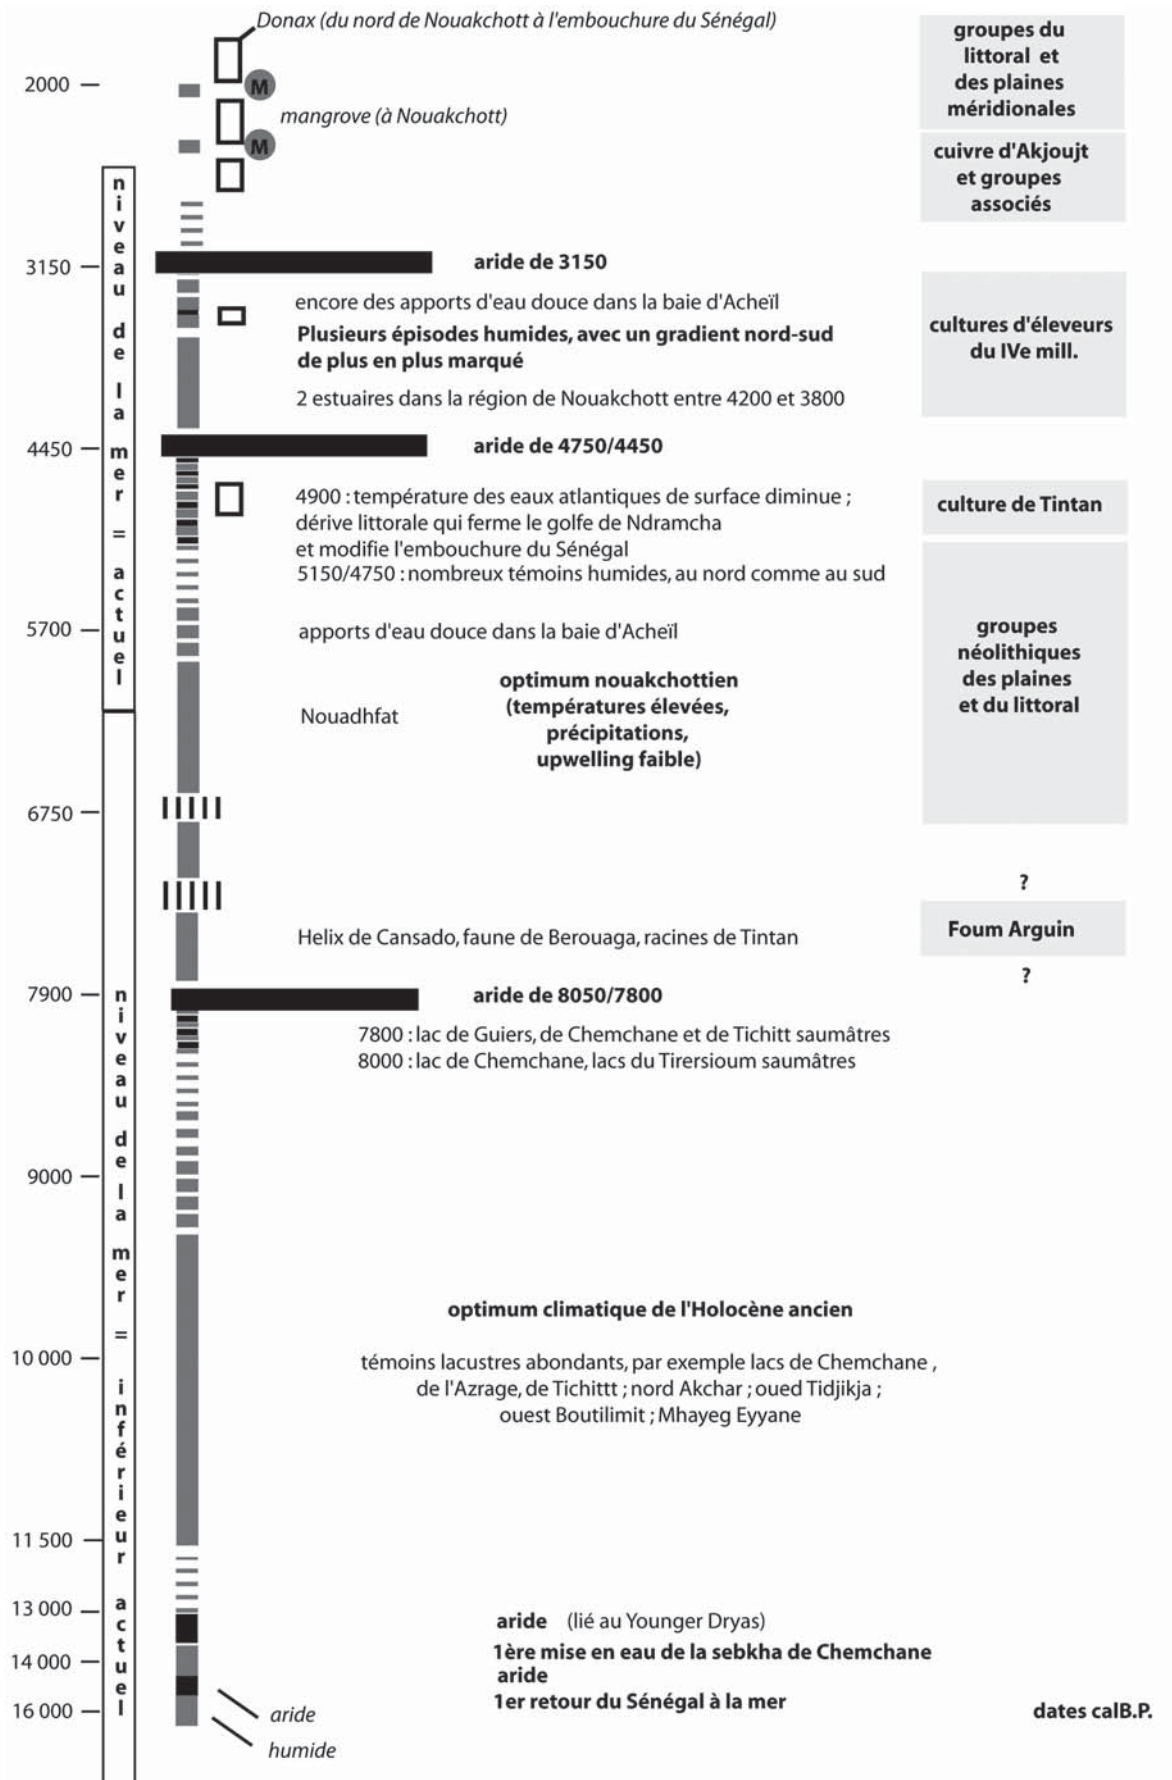 Donax (du nord de Nouakchott à l'embouchure du Sénégal)
groupes du
littoral et
des plaines
méridionales
2000
M
mangrove (à Nouakchott)
M
cuivre d'Akjoujt
et groupes
associés
niveau de la mer = actuel
3150
aride de 3150
encore des apports d'eau douce dans la baie d'Acheïl
Plusieurs épisodes humides, avec un gradient nord-sud
de plus en plus marqué
2 estuaires dans la région de Nouakchott entre 4200 et 3800
cultures d'éleveurs
du IVe mill.
4450
aride de 4750/4450
4900 : température des eaux atlantiques de surface diminue ;
dérive littorale qui ferme le golfe de Ndramcha
et modifie l'embouchure du Sénégal
5150/4750 : nombreux témoins humides, au nord comme au sud
culture de Tintan
5700
apports d'eau douce dans la baie d'Acheïl
optimum nouakchottien
(températures élevées,
précipitations,
upwelling faible)
Nouadhfat
groupes
néolithiques
des plaines
et du littoral
6750
?
Helix de Cansado, faune de Berouaga, racines de Tintan
Foum Arguin
?
7900
aride de 8050/7800
niveau de la mer = inférieur actuel
7800 : lac de Guiers, de Chemchane et de Tichitt saumâtres
8000 : lac de Chemchane, lacs du Tirersioum saumâtres
9000
optimum climatique de l'Holocène ancien
10 000
témoins lacustres abondants, par exemple lacs de Chemchane ,
de l'Azrage, de Tichittt ; nord Akchar ; oued Tidjikja ;
ouest Boutilimit ; Mhayeg Eyyane
11 500
13 000
aride (lié au Younger Dryas)
1ère mise en eau de la sebkha de Chemchane
14 000
aride
1er retour du Sénégal à la mer
16 000
aride
humide
dates calB.P.